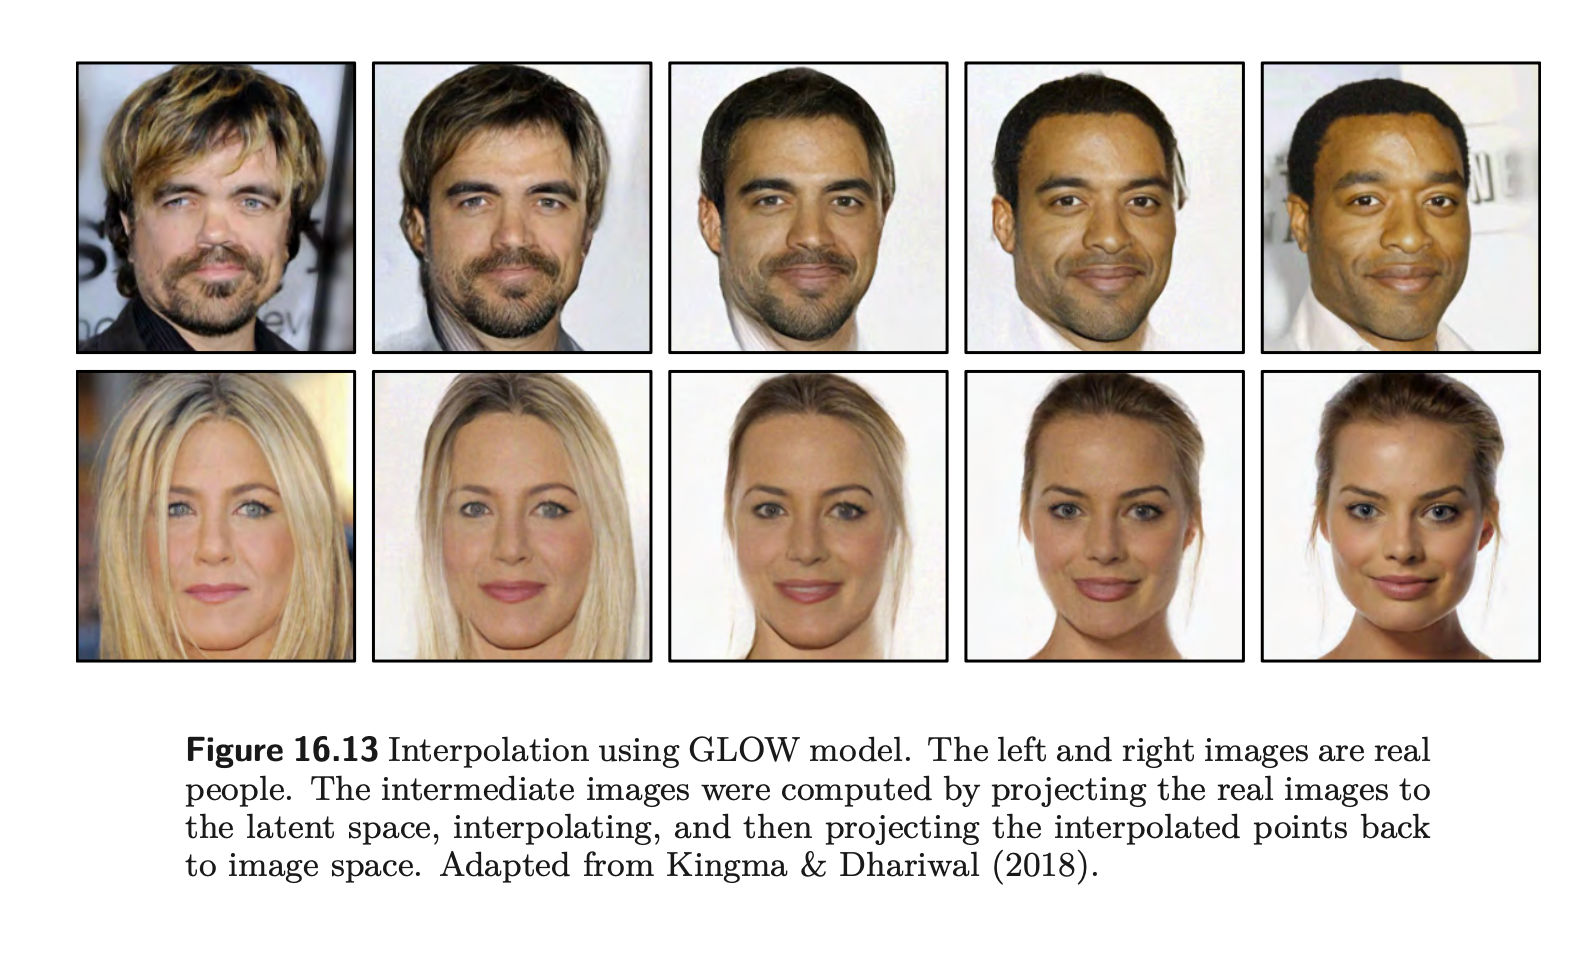 Figure 16.13 Interpolation using GLOW model. The left and right images are real
people. The intermediate images were computed by projecting the real images to
the latent space, interpolating, and then projecting the interpolated points back
to image space. Adapted from Kingma & Dhariwal (2018).